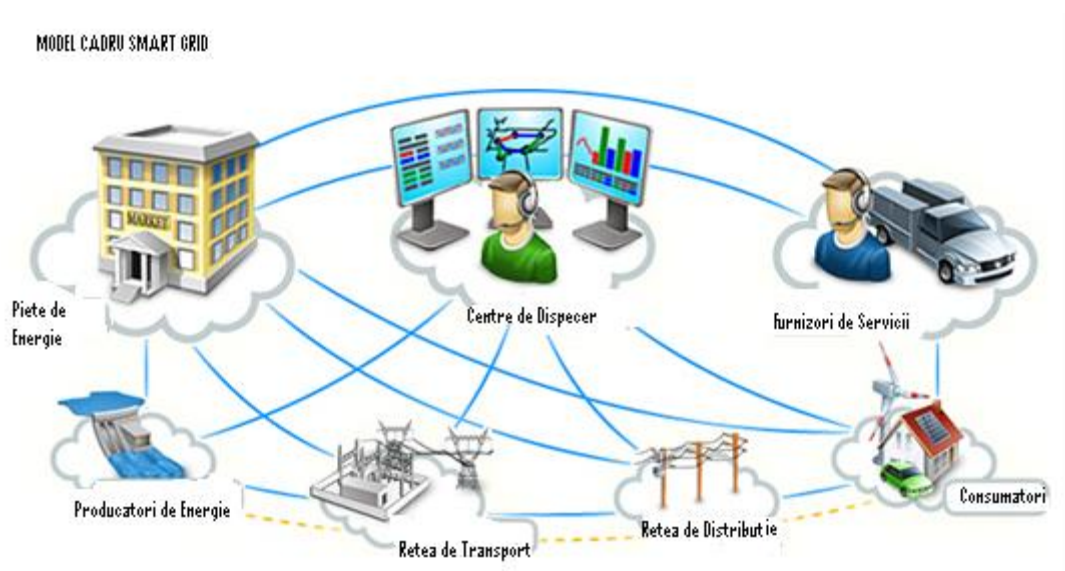 MODEL CADRU SMART GRID
MARKET
Piete de
Energie
Centre de Dispecer
Furnizori de Servicii
Producatori de Energie
Consumatori
Retea de Distributie
Retea de Transport